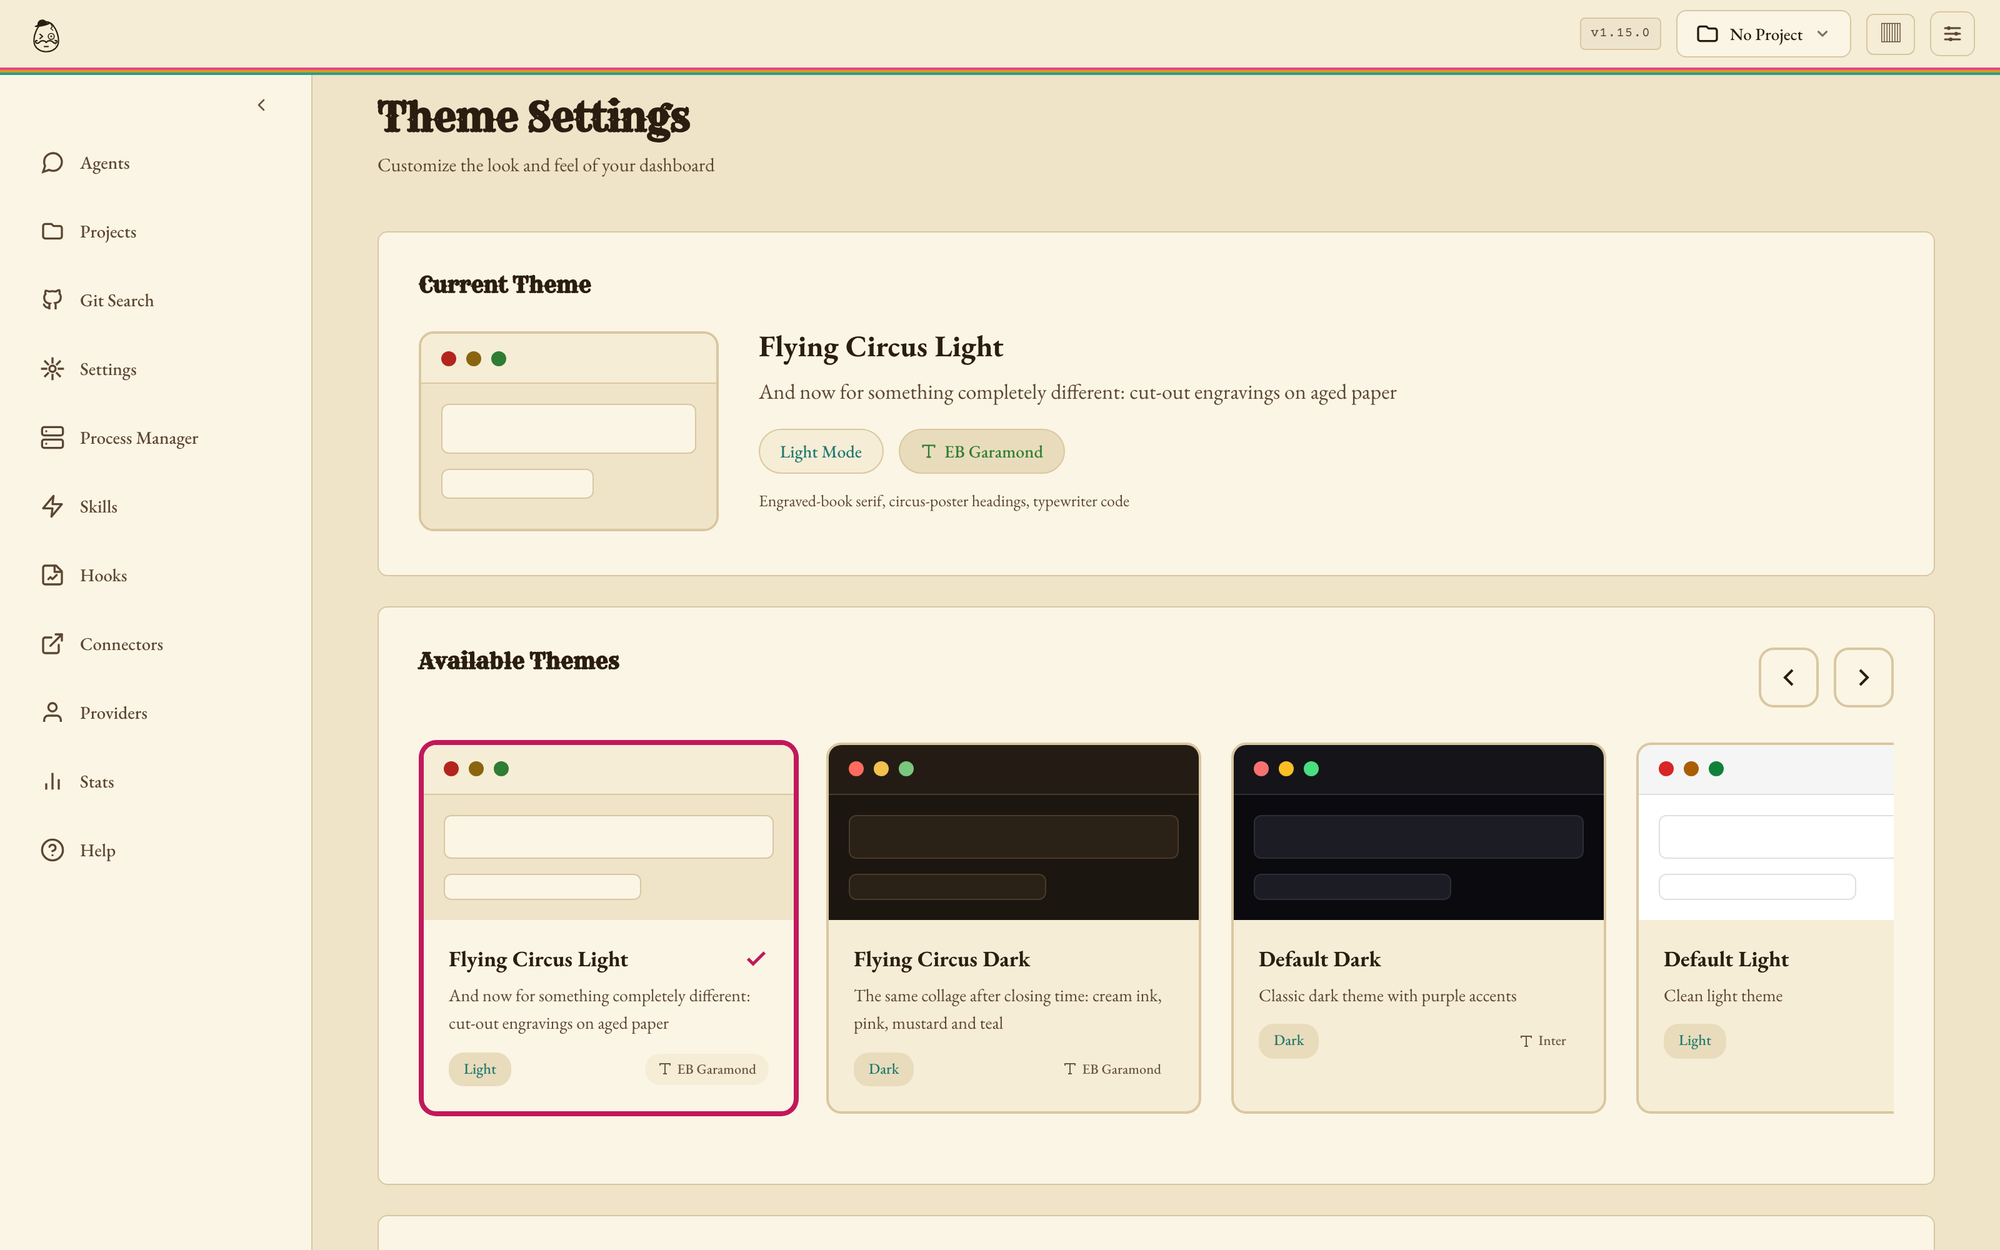 v1.15.0
No Project
Agents
Projects
Git Search
Settings
Process Manager
Skills
Hooks
Connectors
Providers
Stats
Help
Theme Settings
Customize the look and feel of your dashboard
Current Theme
Flying Circus Light
And now for something completely different: cut-out engravings on aged paper
Light Mode
EB Garamond
Engraved-book serif, circus-poster headings, typewriter code
Available Themes
Flying Circus Light
And now for something completely different:
cut-out engravings on aged paper
Light
EB Garamond
Flying Circus Dark
The same collage after closing time: cream ink,
pink, mustard and teal
Dark
EB Garamond
Default Dark
Classic dark theme with purple accents
Dark
Inter
Default Light
Clean light theme
Light